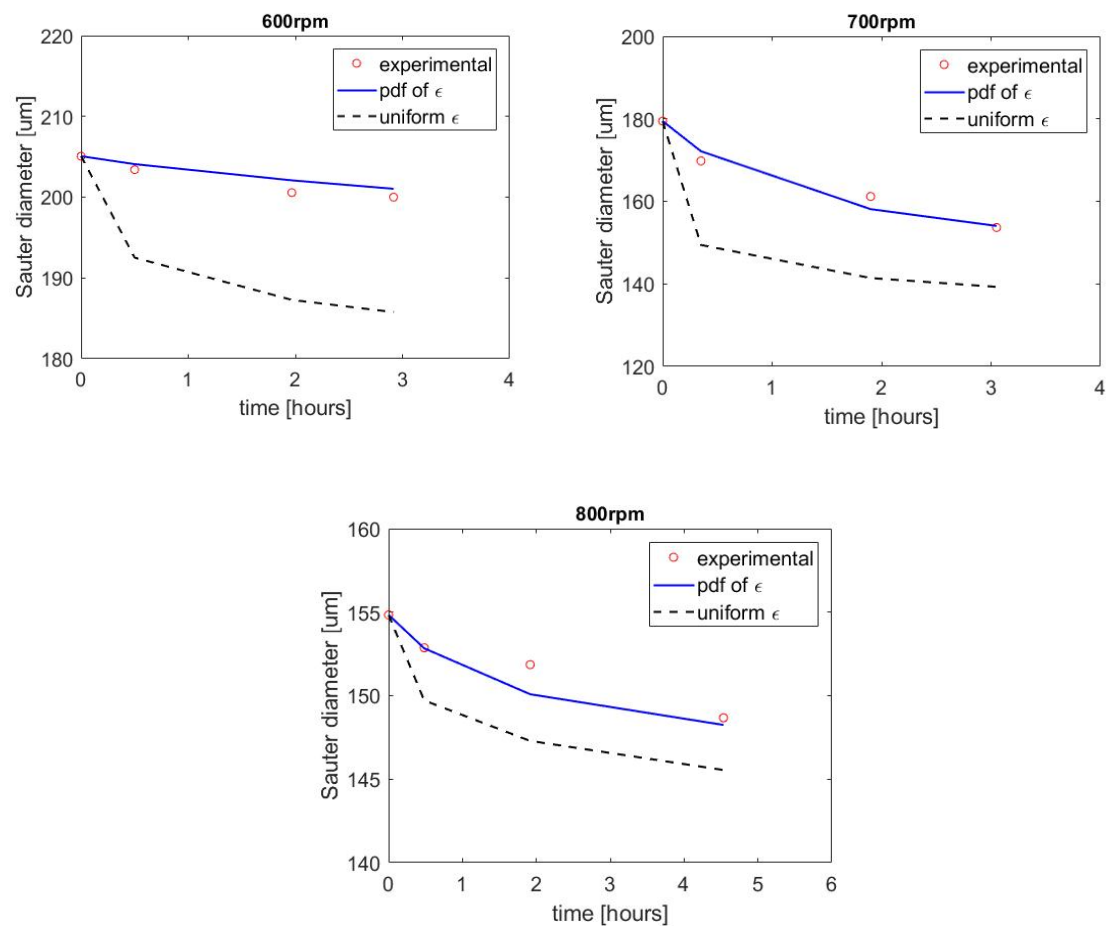 600rpm
220
210
200
190
180
Sauter diameter [um]
experimental
pdf of ϵ
uniform ϵ
0 1 2 3 4
time [hours]
700rpm
200
180
160
140
120
Sauter diameter [um]
experimental
pdf of ϵ
uniform ϵ
0 1 2 3 4
time [hours]
800rpm
160
155
150
145
140
Sauter diameter [um]
experimental
pdf of ϵ
uniform ϵ
0 1 2 3 4 5 6
time [hours]